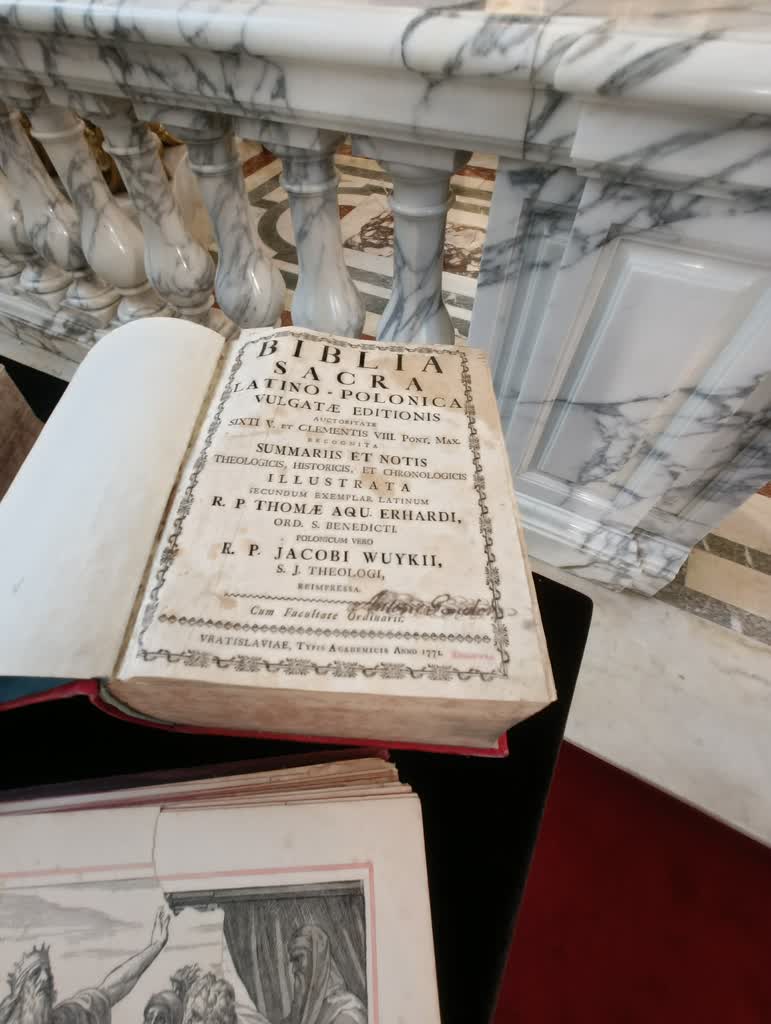 BIBLIA
SACRA
LATINO - POLONICA
VULGATÆ EDITIONIS
AUCTORITATE
SIXTI V. ET CLEMENTIS VIII. PONT. MAX.
RECOGNITA
SUMMARIIS ET NOTIS
THEOLOGICIS, HISTORICIS, ET CHRONOLOGICIS
ILLUSTRATA
SECUNDUM EXEMPLAR LATINUM
R. P THOMÆ AQU. ERHARDI,
ORD. S. BENEDICTI.
POLONICUM VERO
R. P. JACOBI WUYKII,
S. J. THEOLOGI,
REIMPRESSA.
Cum Facultate Ordinarii.
VRATISLAVIAE, TYPIS ACADEMICIS ANNO 1771.